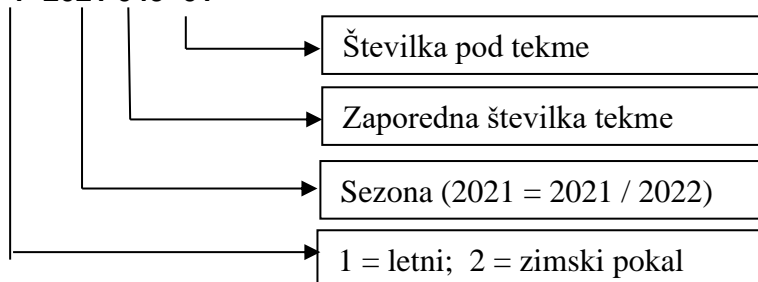 Številka pod tekme
Zaporedna številka tekme
Sezona (2021 = 2021 / 2022)
1 = letni; 2 = zimski pokal